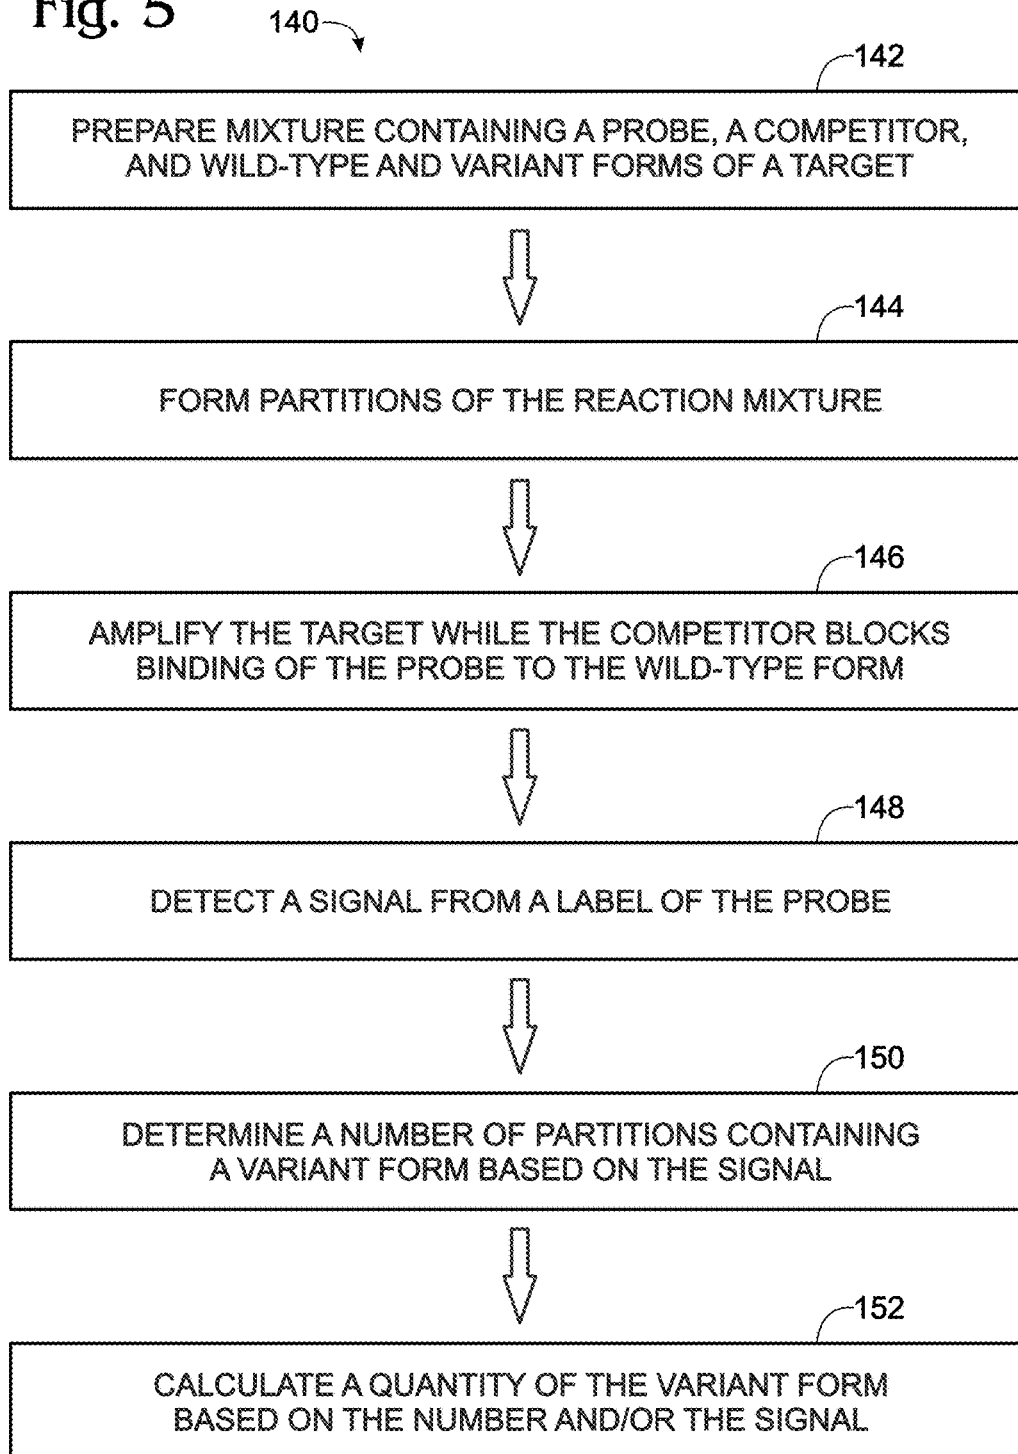 Fig. 5
140
142
PREPARE MIXTURE CONTAINING A PROBE, A COMPETITOR,
AND WILD-TYPE AND VARIANT FORMS OF A TARGET
144
FORM PARTITIONS OF THE REACTION MIXTURE
146
AMPLIFY THE TARGET WHILE THE COMPETITOR BLOCKS
BINDING OF THE PROBE TO THE WILD-TYPE FORM
148
DETECT A SIGNAL FROM A LABEL OF THE PROBE
150
DETERMINE A NUMBER OF PARTITIONS CONTAINING
A VARIANT FORM BASED ON THE SIGNAL
152
CALCULATE A QUANTITY OF THE VARIANT FORM
BASED ON THE NUMBER AND/OR THE SIGNAL